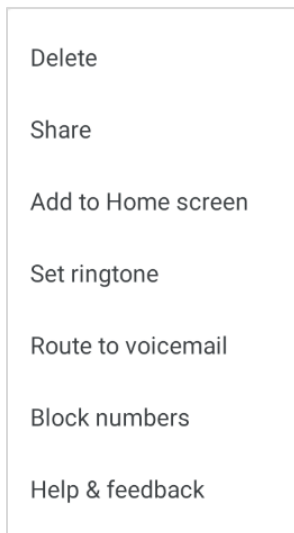 Delete
Share
Add to Home screen
Set ringtone
Route to voicemail
Block numbers
Help & feedback